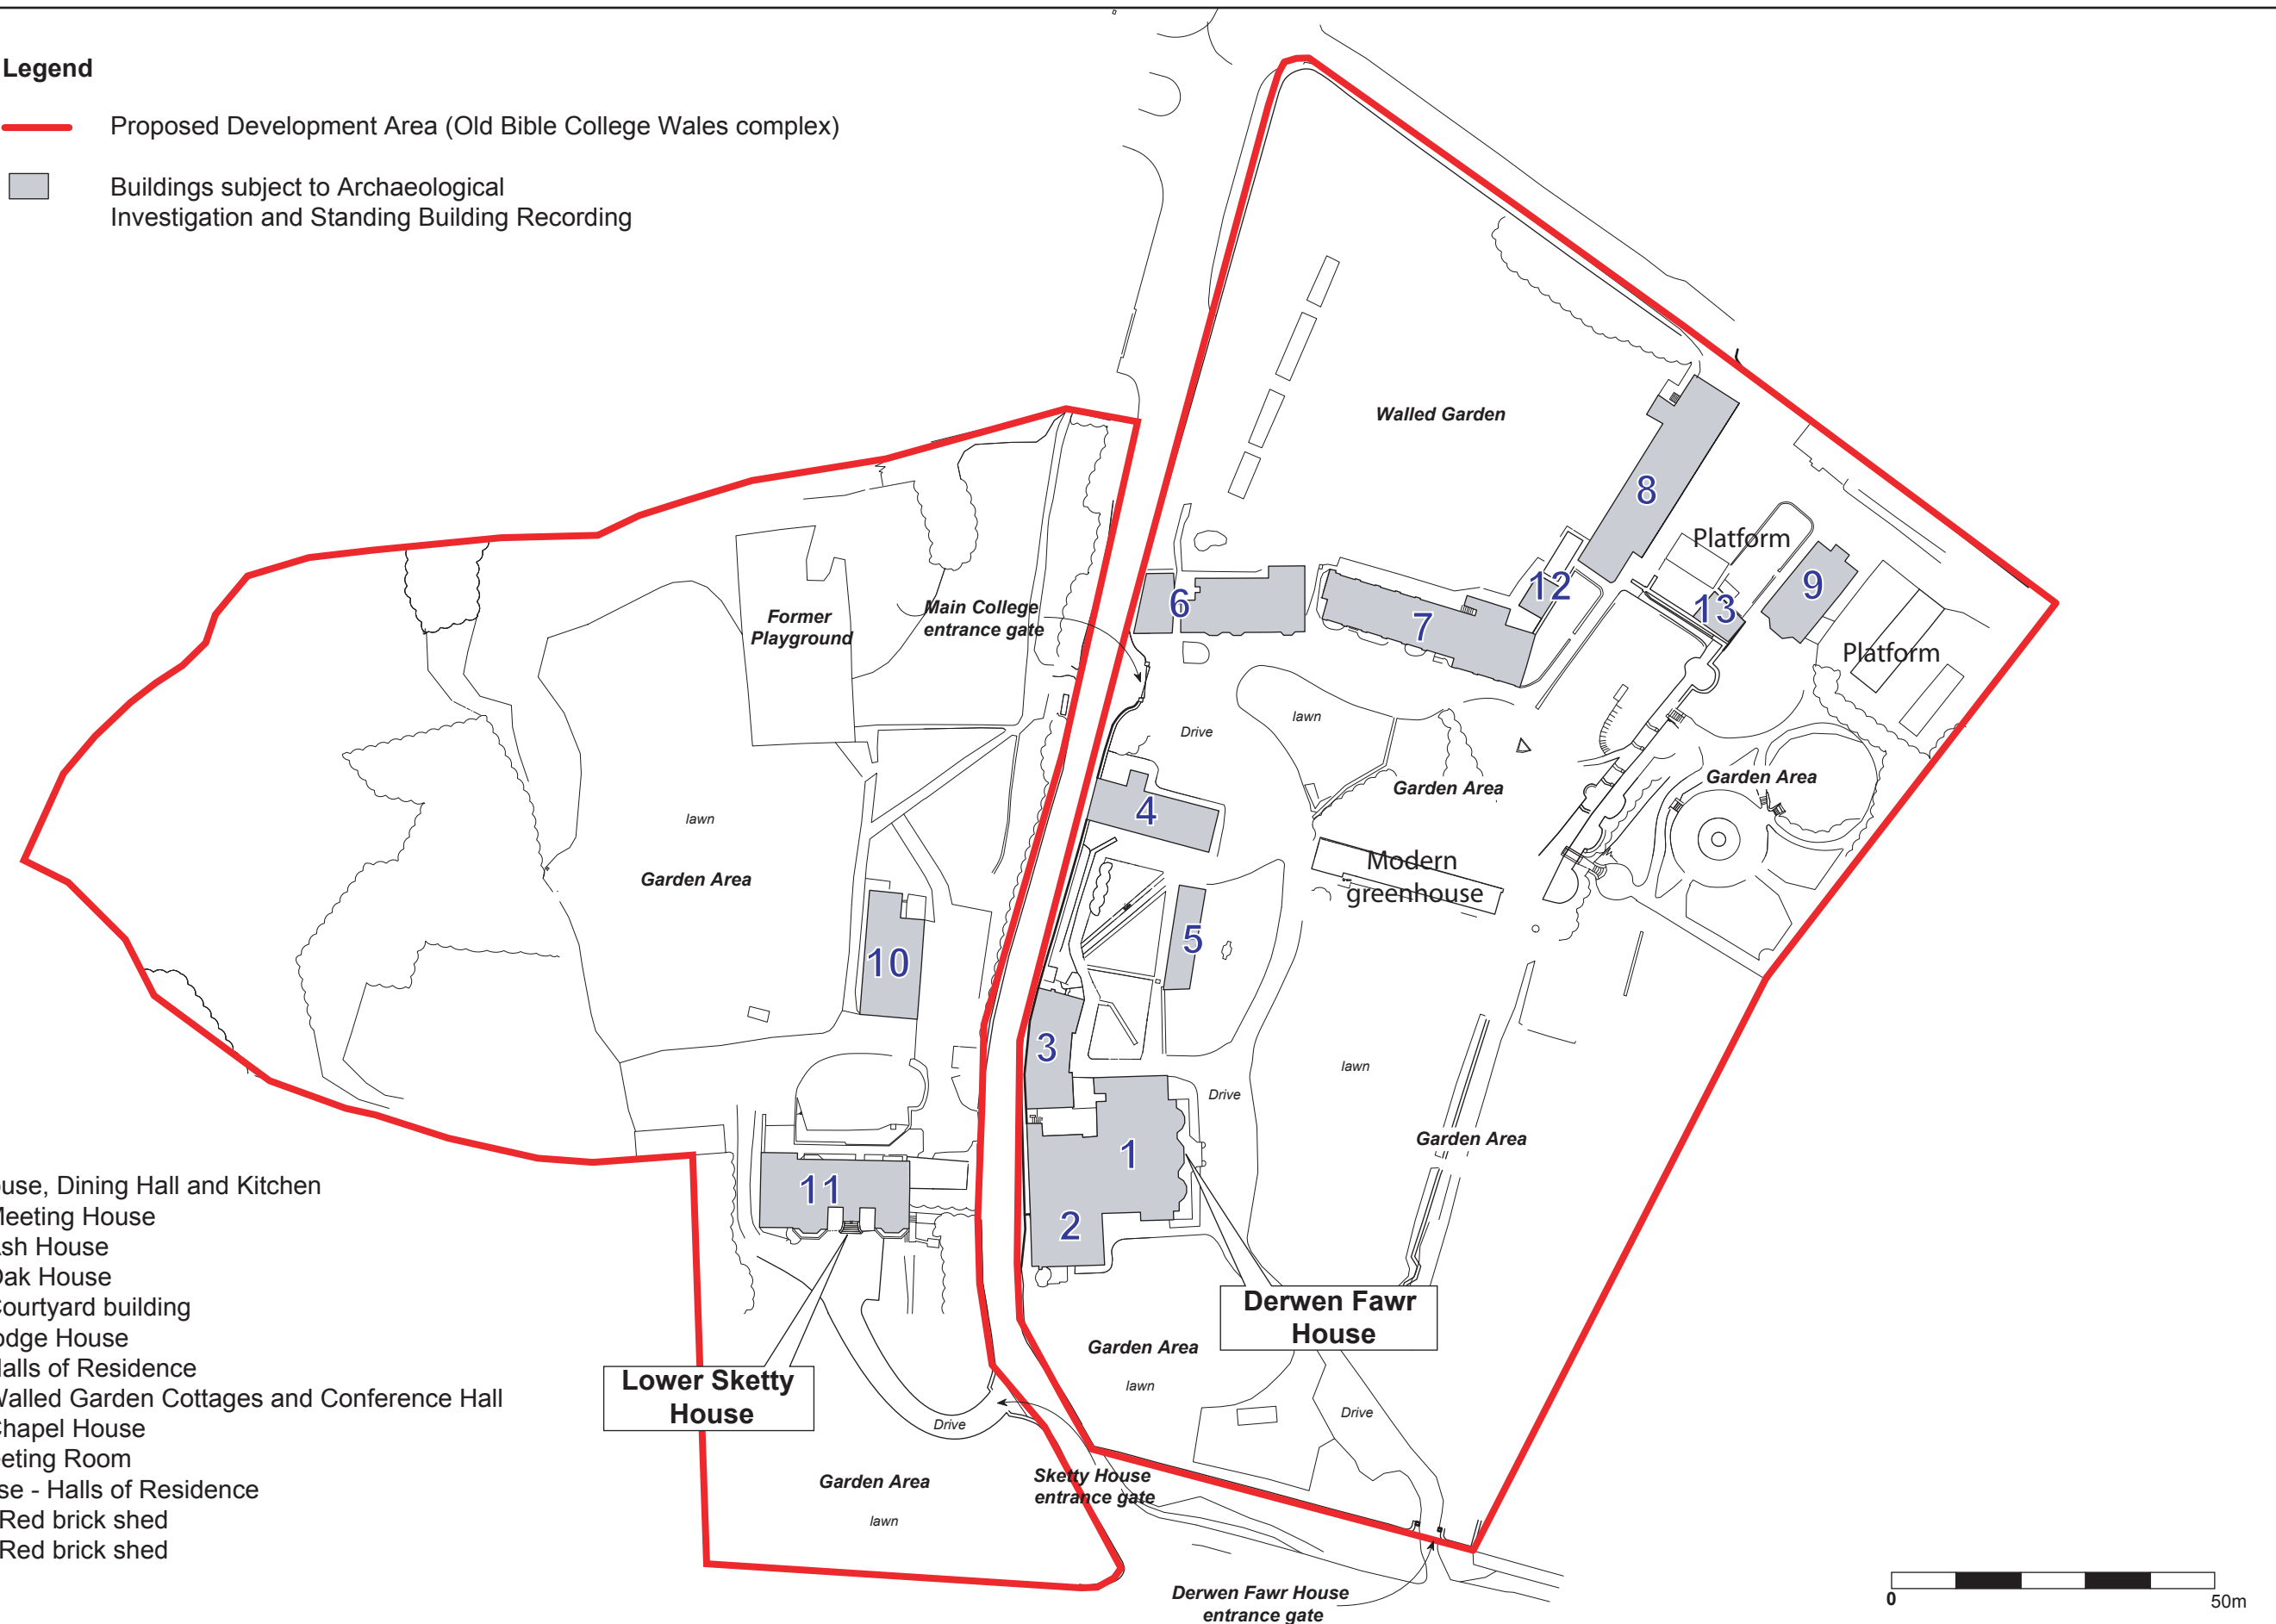 Legend
Proposed Development Area (Old Bible College Wales complex)
Buildings subject to Archaeological
Investigation and Standing Building Recording
Walled Garden
8
Platform
12
9
13
6
7
Platform
Former
Playground
Main College
entrance gate
lawn
Drive
Garden Area
Garden Area
4
lawn
Garden Area
Modern
greenhouse
5
10
3
lawn
Drive
Garden Area
1
11
2
Derwen Fawr
House
Garden Area
lawn
Drive
Lower Sketty
House
Drive
Garden Area
lawn
Sketty House
entrance gate
Derwen Fawr House
entrance gate
use, Dining Hall and Kitchen
Meeting House
sh House
Oak House
Courtyard building
odge House
Halls of Residence
Walled Garden Cottages and Conference Hall
Chapel House
eting Room
se - Halls of Residence
Red brick shed
Red brick shed
0
50m